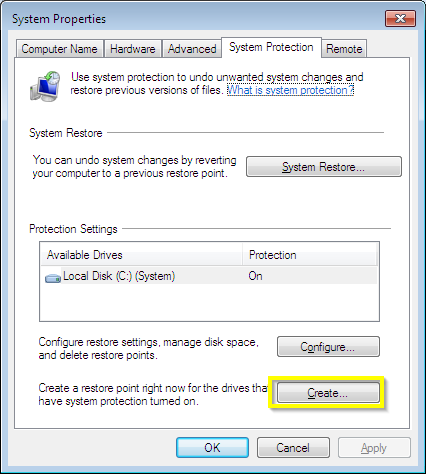 System Properties
Computer Name
Hardware
Advanced
System Protection
Remote
Use system protection to undo unwanted system changes and
restore previous versions of files. What is system protection?
System Restore
You can undo system changes by reverting
your computer to a previous restore point.
System Restore...
Protection Settings
Available Drives
Protection
Local Disk (C:) (System)
On
Configure restore settings, manage disk space,
and delete restore points.
Configure...
Create a restore point right now for the drives that
have system protection turned on.
Create...
OK
Cancel
Apply